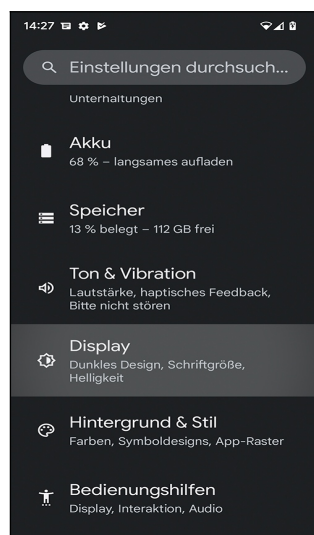 14:27
Einstellungen durchsuch...
Unterhaltungen
Akku
68 % – langsames aufladen
Speicher
13 % belegt – 112 GB frei
Ton & Vibration
Lautstärke, haptisches Feedback,
Bitte nicht stören
Display
Dunkles Design, Schriftgröße,
Helligkeit
Hintergrund & Stil
Farben, Symboldesigns, App-Raster
Bedienungshilfen
Display, Interaktion, Audio